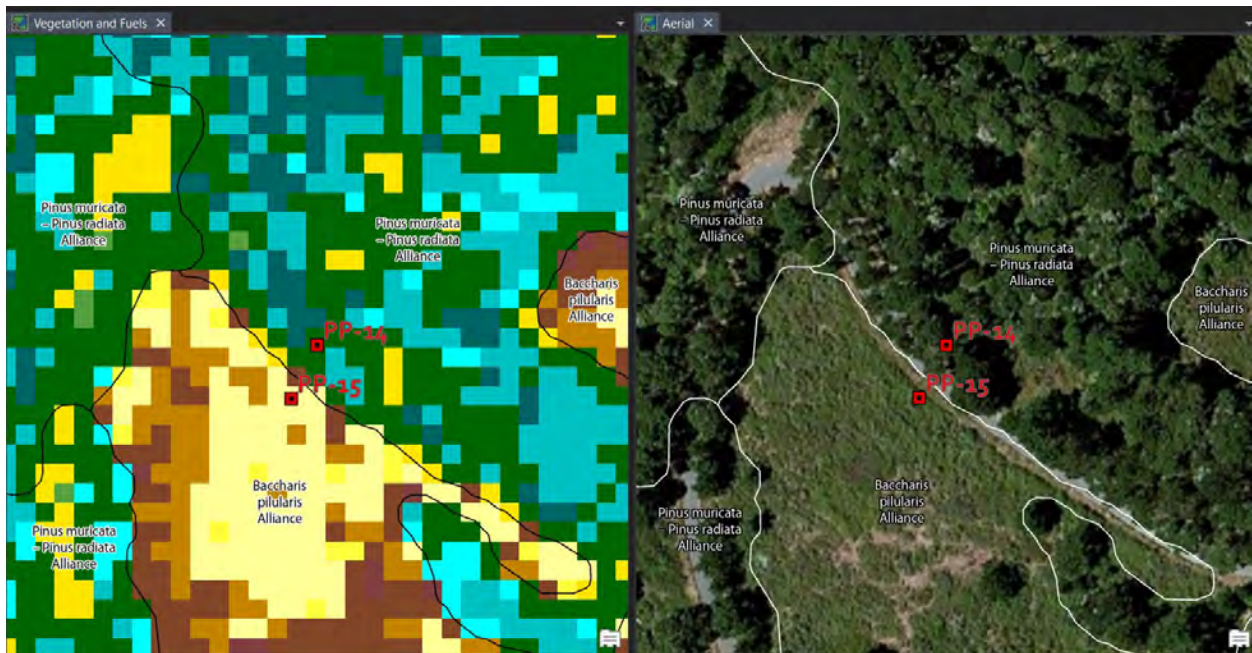 Vegetation and Fuels
Pinus muricata
– Pinus radiata
Alliance
Pinus muricata
– Pinus radiata
Alliance
Baccharis
pilularis
Alliance
PP-14
PP-15
Baccharis
pilularis
Alliance
Pinus muricata
– Pinus radiata
Alliance
Aerial
Pinus muricata
– Pinus radiata
Alliance
Pinus muricata
– Pinus radiata
Alliance
Baccharis
pilularis
Alliance
PP-14
PP-15
Baccharis
pilularis
Alliance
Pinus muricata
– Pinus radiata
Alliance